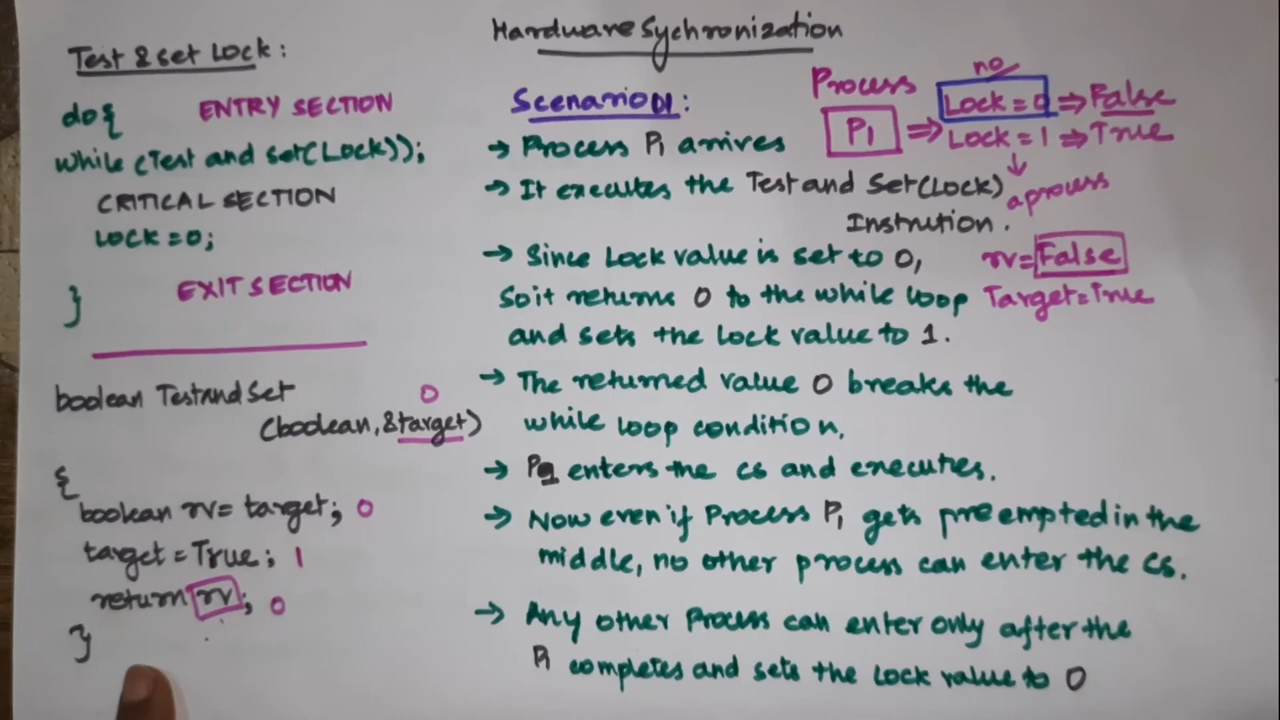 Hardware Sychronization
Test & set Lock:
do{ ENTRY SECTION
while (Test and set(Lock));
CRITICAL SECTION
LOCK = 0;
} EXIT SECTION
boolean TestandSet 0
(boolean, &target)
{
boolean rv = target; 0
target = True; 1
return rv; 0
}
Scenario 01:
→ Process P1 arrives
→ It executes the Test and Set(Lock)
Instrution.
→ Since Lock value is set to 0,
So it returns 0 to the while loop
and sets the lock value to 1.
→ The returned value 0 breaks the
while loop condition.
→ P1 enters the cs and executies.
→ Now even if Process P1 gets preempted in the
middle, no other process can enter the cs.
→ Any other Process can enter only after the
P1 completes and sets the Lock value to 0
no
Process Lock = 0 ⇒ False
P1 ⇒ Lock = 1 ⇒ True
↓
a process
rv = False
Target = True